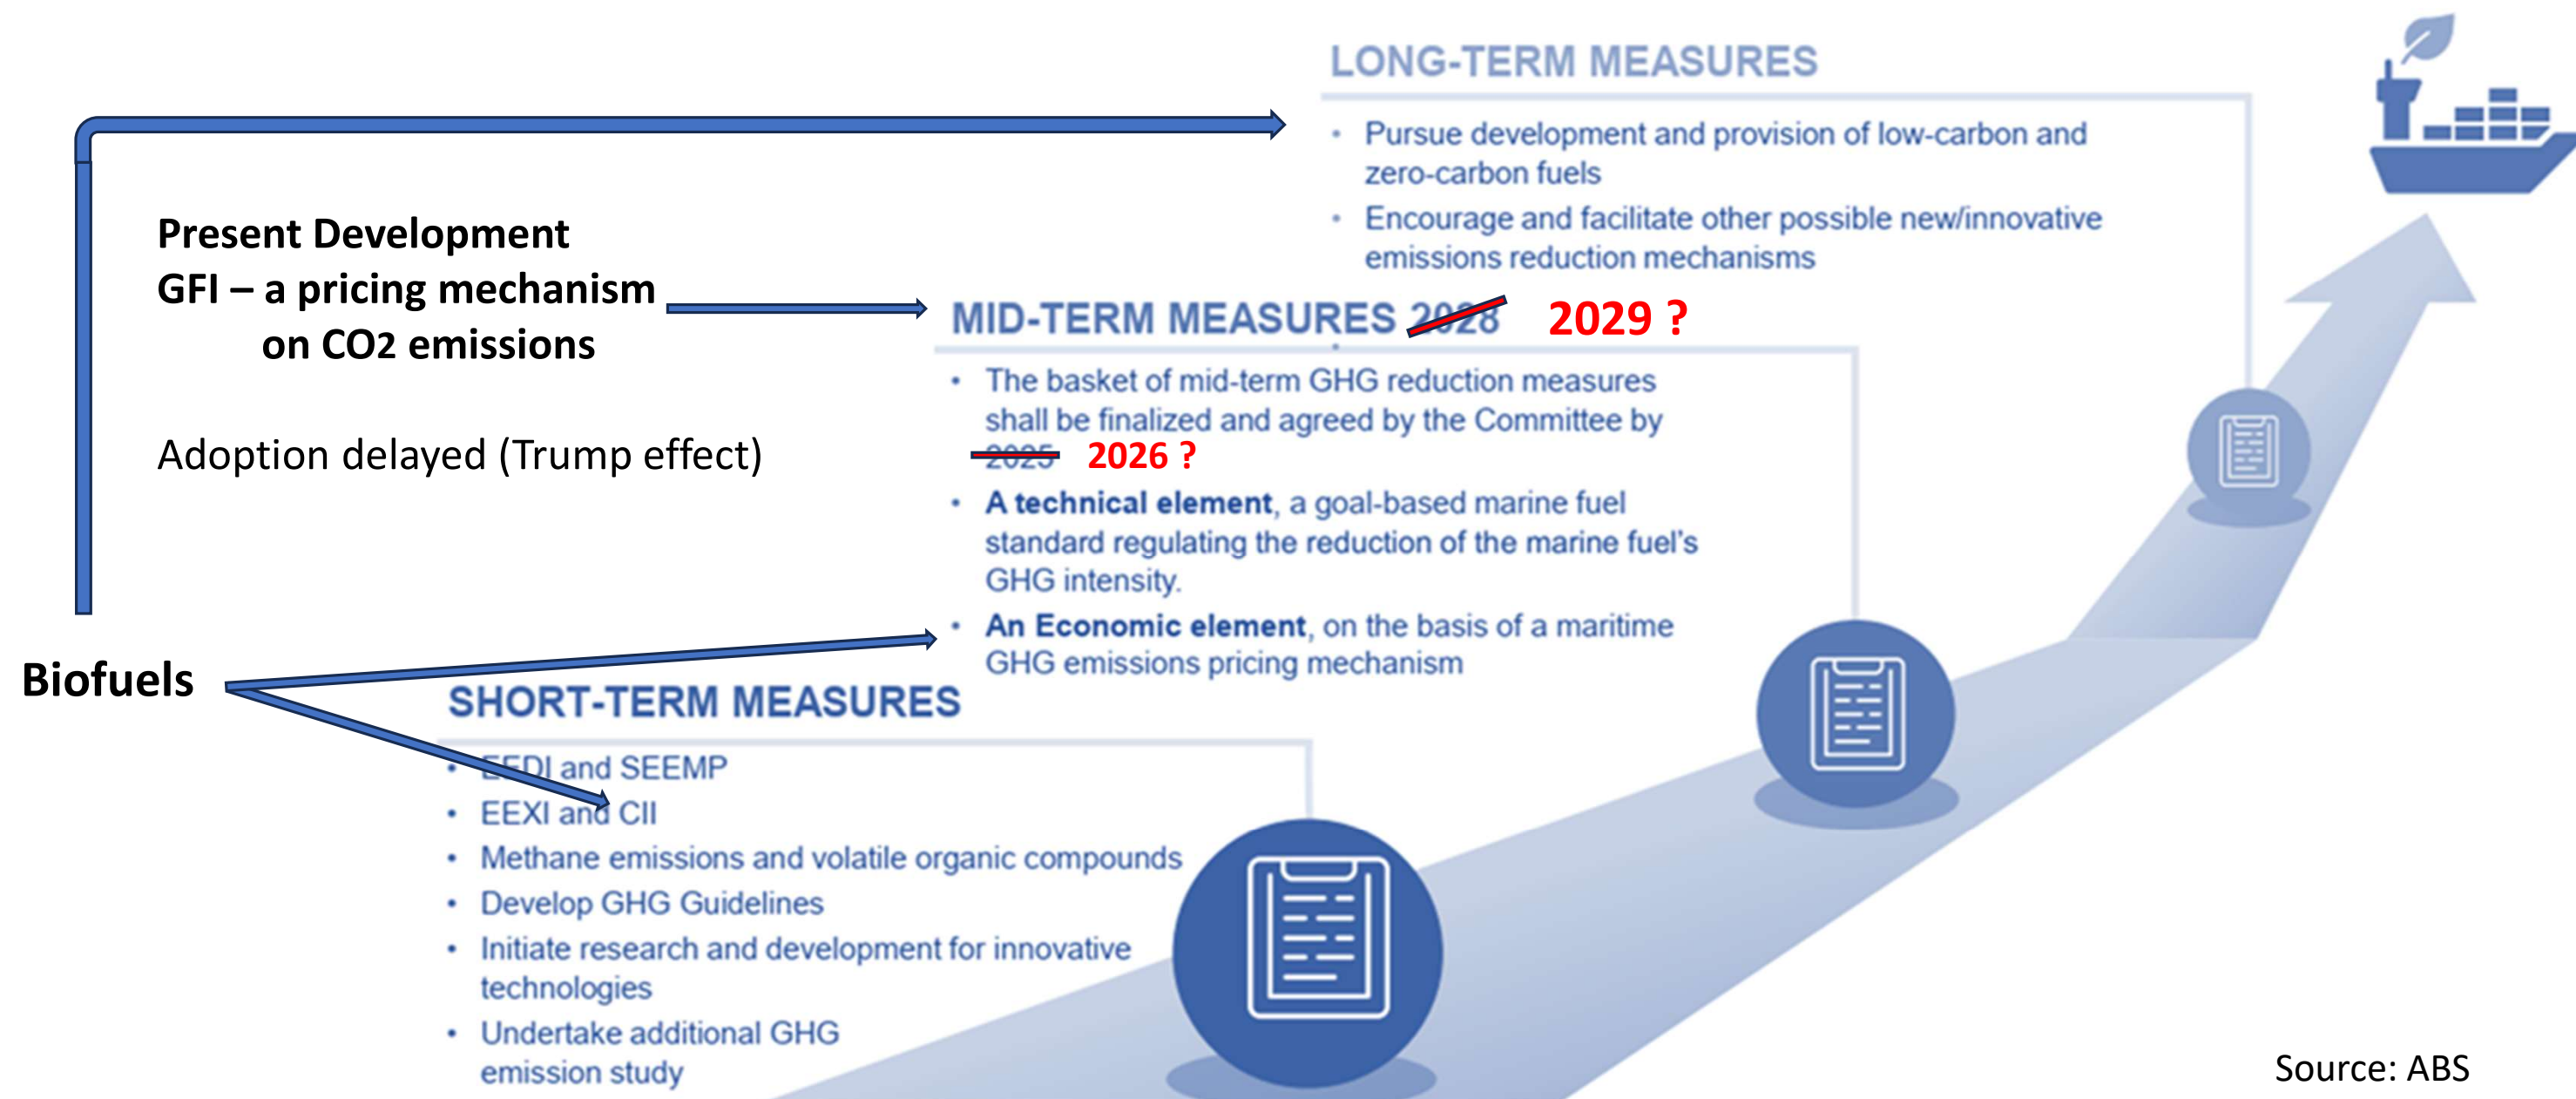 LONG-TERM MEASURES
• Pursue development and provision of low-carbon and
zero-carbon fuels
• Encourage and facilitate other possible new/innovative
emissions reduction mechanisms
Present Development
GFI – a pricing mechanism
on CO2 emissions
Adoption delayed (Trump effect)
MID-TERM MEASURES 2028 2029 ?
• The basket of mid-term GHG reduction measures
shall be finalized and agreed by the Committee by
2025 2026 ?
• A technical element, a goal-based marine fuel
standard regulating the reduction of the marine fuel's
GHG intensity.
• An Economic element, on the basis of a maritime
GHG emissions pricing mechanism
Biofuels
SHORT-TERM MEASURES
• EEDI and SEEMP
• EEXI and CII
• Methane emissions and volatile organic compounds
• Develop GHG Guidelines
• Initiate research and development for innovative
technologies
• Undertake additional GHG
emission study
Source: ABS